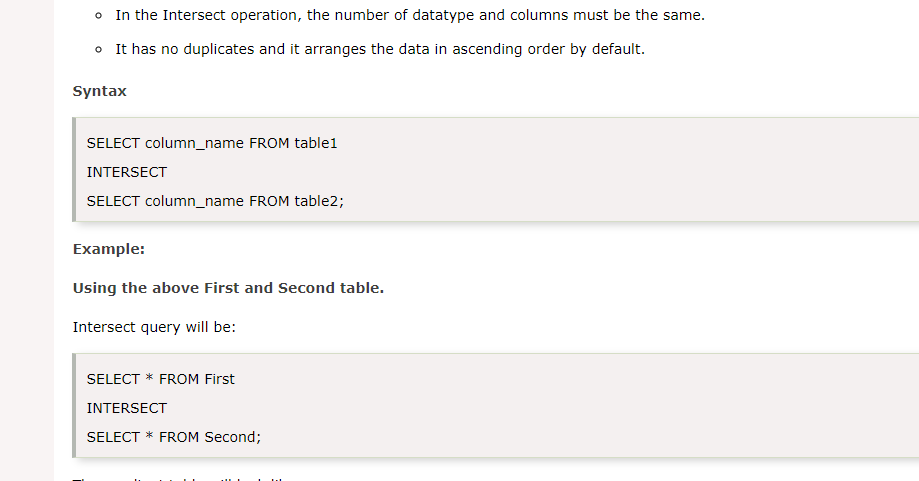 In the Intersect operation, the number of datatype and columns must be the same.
It has no duplicates and it arranges the data in ascending order by default.
Syntax
SELECT column_name FROM table1
INTERSECT
SELECT column_name FROM table2;
Example:
Using the above First and Second table.
Intersect query will be:
SELECT * FROM First
INTERSECT
SELECT * FROM Second;